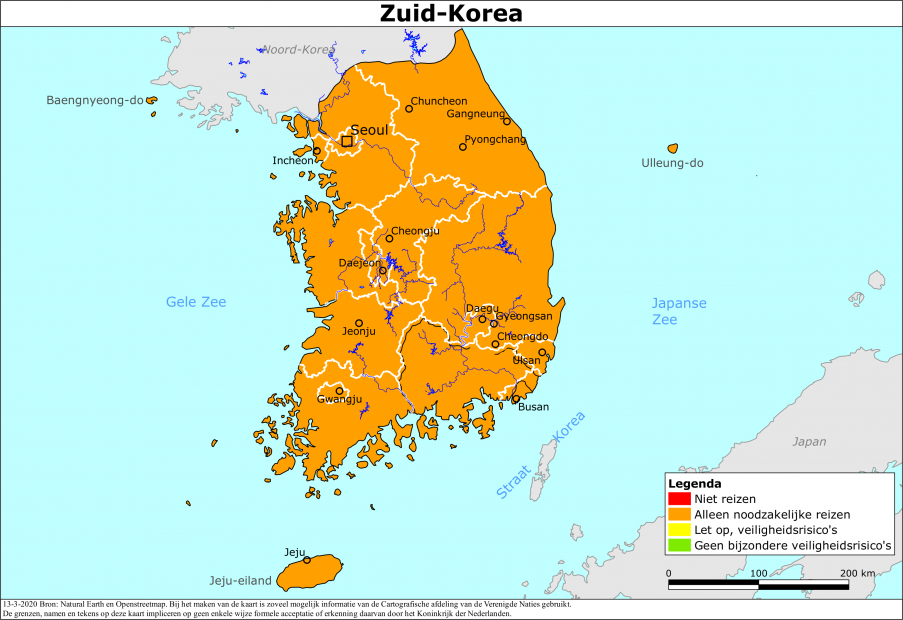 Zuid-Korea
Noord-Korea
Baengnyeong-do
Chuncheon
Gangneung
Seoul
Pyongchang
Incheon
Ulleung-do
Cheongju
Daejeon
Gele Zee
Japanse
Zee
Daegu
Gyeongsan
Jeonju
Cheongdo
Ulsan
Gwangju
Busan
Straat Korea
Japan
Legenda
Niet reizen
Alleen noodzakelijke reizen
Let op, veiligheidsrisico's
Geen bijzondere veiligheidsrisico's
Jeju
Jeju-eiland
0 100 200 km
13-3-2020 Bron: Natural Earth en Openstreetmap. Bij het maken van de kaart is zoveel mogelijk informatie van de Cartografische afdeling van de Verenigde Naties gebruikt.
De grenzen, namen en tekens op deze kaart impliceren op geen enkele wijze formele acceptatie of erkenning daarvan door het Koninkrijk der Nederlanden.